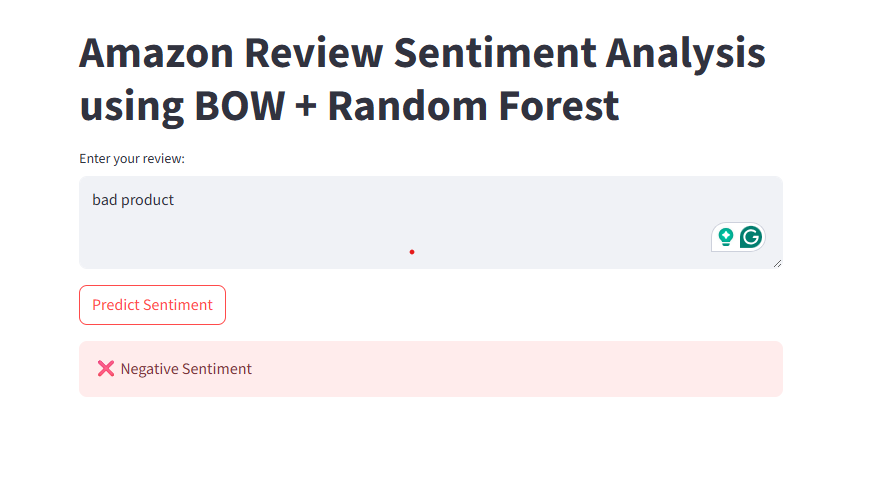 Amazon Review Sentiment Analysis
using BOW + Random Forest
Enter your review:
bad product
Predict Sentiment
❌ Negative Sentiment